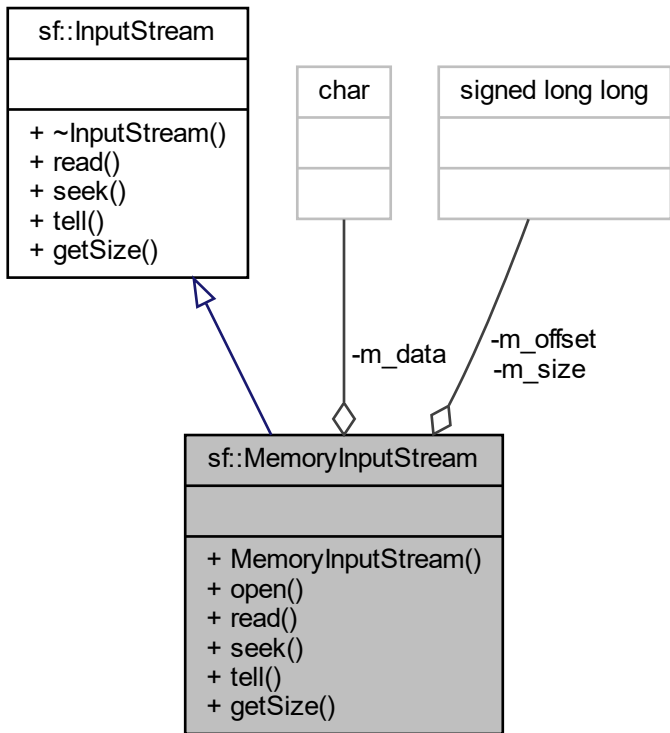 sf::InputStream
+ ~InputStream()
+ read()
+ seek()
+ tell()
+ getSize()
char
signed long long
-m_data
-m_offset
-m_size
sf::MemoryInputStream
+ MemoryInputStream()
+ open()
+ read()
+ seek()
+ tell()
+ getSize()